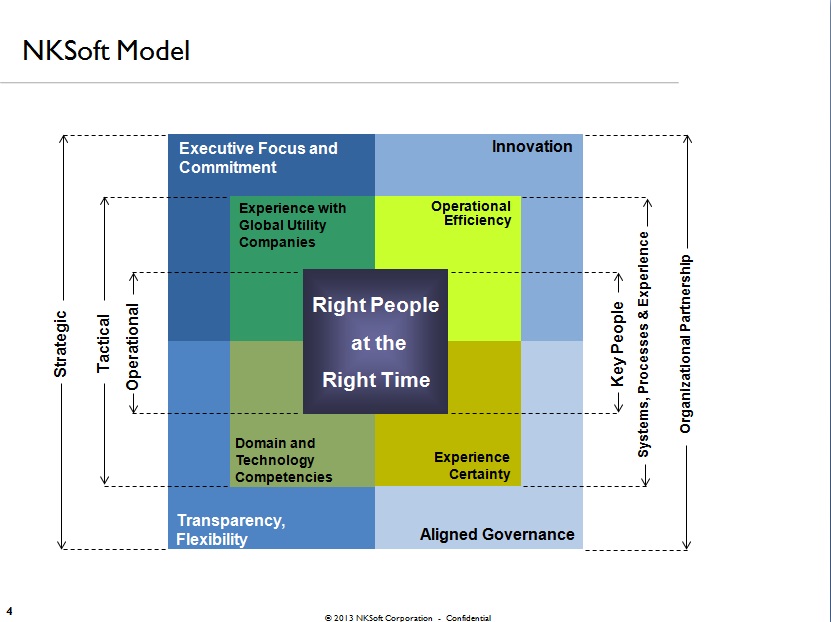 NKSoft Model
Executive Focus and
Commitment
Innovation
Experience with
Global Utility
Companies
Operational
Efficiency
Right People
at the
Right Time
Strategic
Tactical
Operational
Key People
Systems, Processes & Experience
Organizational Partnership
Domain and
Technology
Competencies
Experience
Certainty
Transparency,
Flexibility
Aligned Governance
4
© 2013 NKSoft Corporation - Confidential